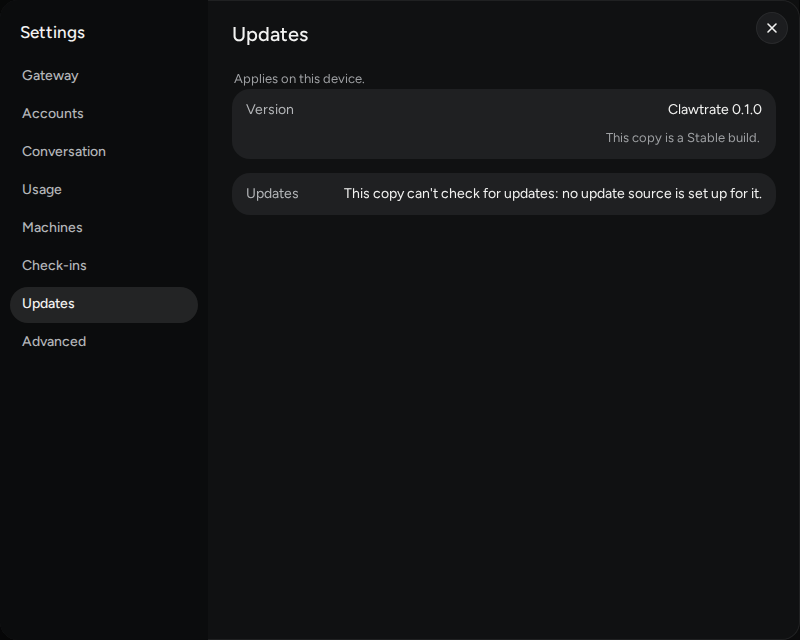 Settings
Gateway
Accounts
Conversation
Usage
Machines
Check-ins
Updates
Advanced
Updates
Applies on this device.
Version Clawtrate 0.1.0
This copy is a Stable build.
Updates This copy can't check for updates: no update source is set up for it.